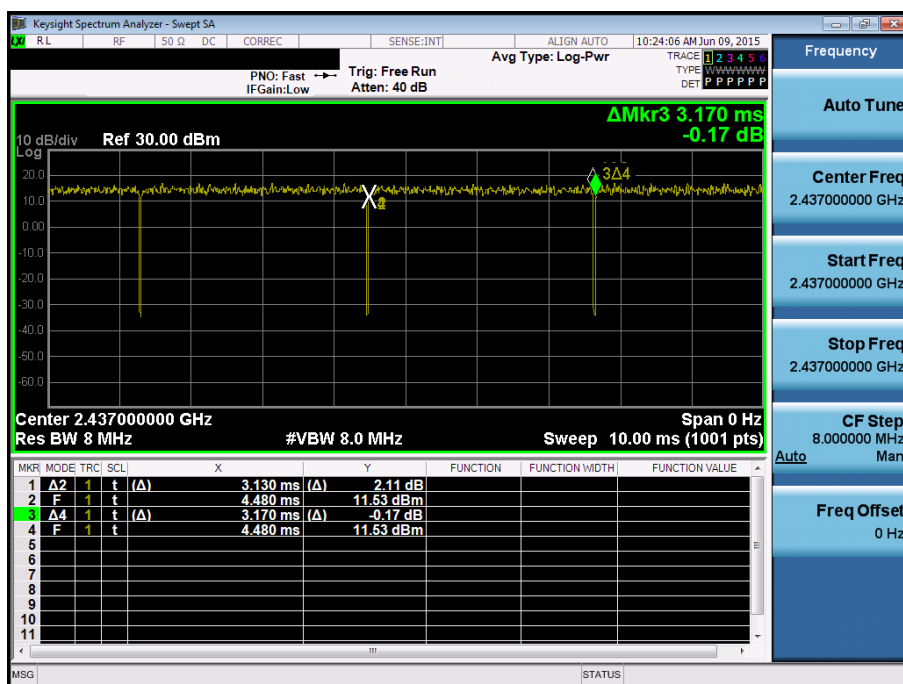 Keysight Spectrum Analyzer - Swept SA
LXI RL RF 50 Ω DC CORREC SENSE:INT ALIGN AUTO 10:24:06 AM Jun 09, 2015
Frequency
Avg Type: Log-Pwr TRACE 1 2 3 4 5 6
PNO: Fast Trig: Free Run TYPE WWWWWW
IFGain:Low Atten: 40 dB DET P P P P P P
Auto Tune
ΔMkr3 3.170 ms
-0.17 dB
10 dB/div Ref 30.00 dBm
Log
20.0
10.0
0.00
-10.0
-20.0
-30.0
-40.0
-50.0
-60.0
3Δ4
Center 2.437000000 GHz Span 0 Hz
Res BW 8 MHz #VBW 8.0 MHz Sweep 10.00 ms (1001 pts)
Center Freq
2.437000000 GHz
Start Freq
2.437000000 GHz
Stop Freq
2.437000000 GHz
CF Step
8.000000 MHz
Auto Man
Freq Offset
0 Hz
MKR MODE TRC SCL X Y FUNCTION FUNCTION WIDTH FUNCTION VALUE
1 Δ2 1 t (Δ) 3.130 ms (Δ) 2.11 dB
2 F 1 t 4.480 ms 11.53 dBm
3 Δ4 1 t (Δ) 3.170 ms (Δ) -0.17 dB
4 F 1 t 4.480 ms 11.53 dBm
5
6
7
8
9
10
11
MSG STATUS